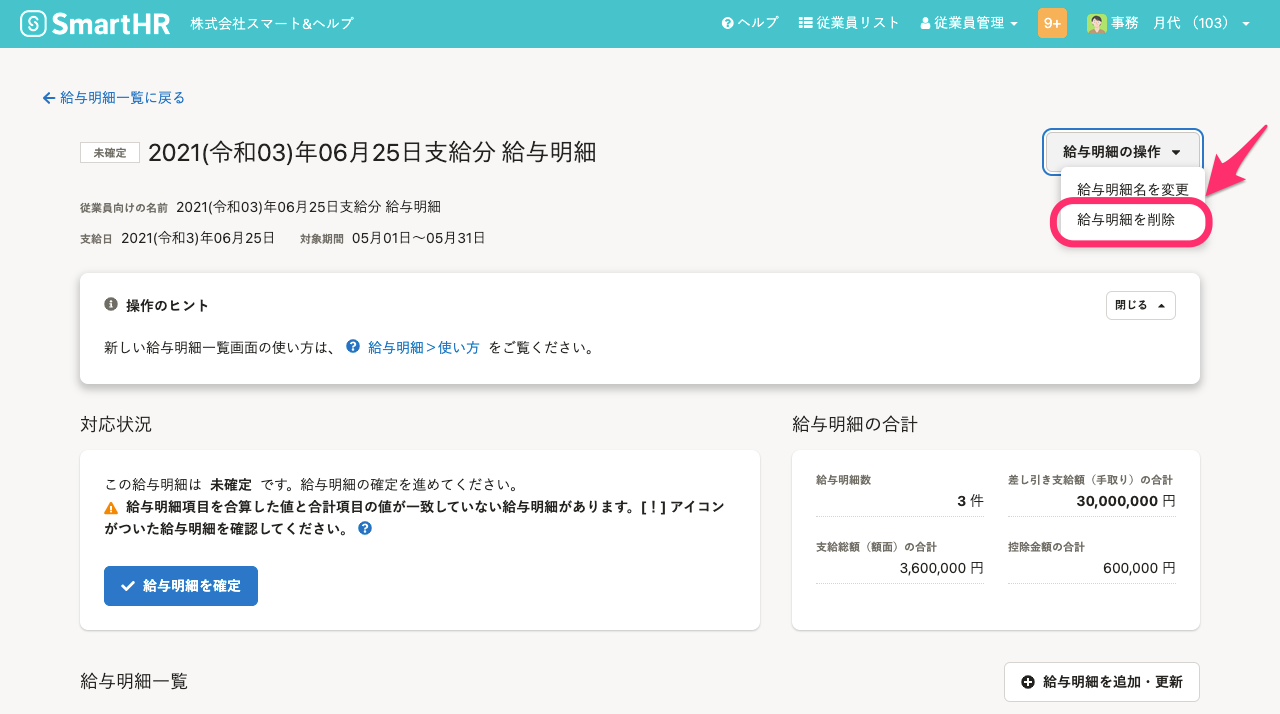 SmartHR 株式会社スマート&ヘルプ ヘルプ 従業員リスト 従業員管理 9+ 事務 月代 （103）
給与明細一覧に戻る
未確定 2021(令和03)年06月25日支給分 給与明細
給与明細の操作
給与明細名を変更
給与明細を削除
従業員向けの名前 2021(令和03)年06月25日支給分 給与明細
支給日 2021(令和3)年06月25日 対象期間 05月01日〜05月31日
操作のヒント
閉じる
新しい給与明細一覧画面の使い方は、 給与明細＞使い方 をご覧ください。
対応状況
この給与明細は 未確定 です。給与明細の確定を進めてください。
給与明細項目を合算した値と合計項目の値が一致していない給与明細があります。[ ! ] アイコン
がついた給与明細を確認してください。
給与明細を確定
給与明細の合計
給与明細数
3 件
差し引き支給額（手取り）の合計
30,000,000 円
支給総額（額面）の合計
3,600,000 円
控除金額の合計
600,000 円
給与明細一覧
給与明細を追加・更新